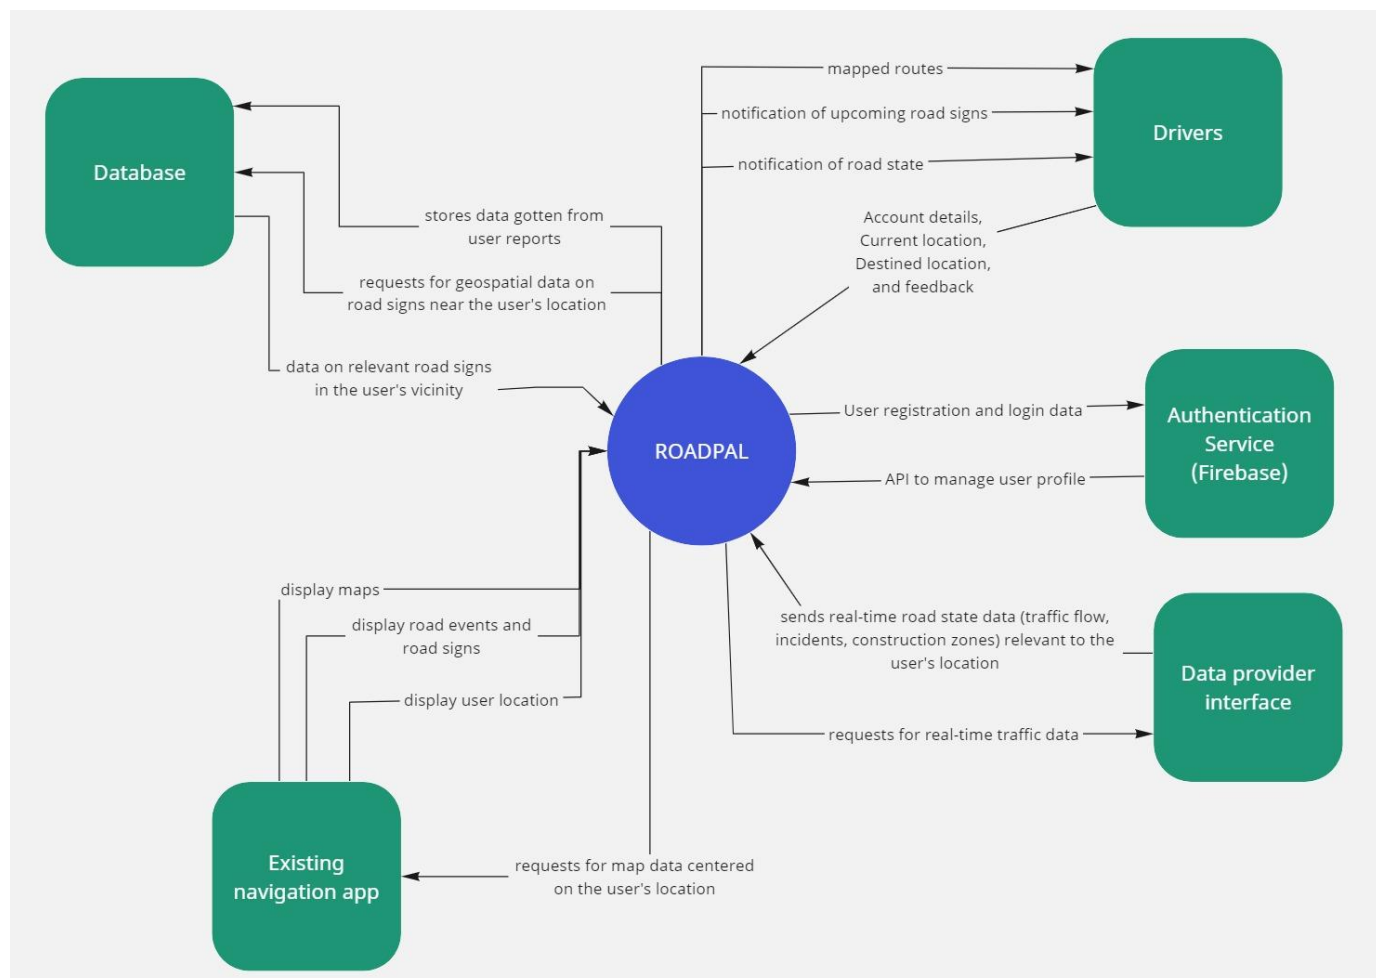 mapped routes
notification of upcoming road signs
Drivers
notification of road state
Database
stores data gotten from
user reports
Account details,
Current location,
Destined location,
and feedback
requests for geospatial data on
road signs near the user's location
data on relevant road signs
in the user's vicinity
ROADPAL
User registration and login data
Authentication
Service
(Firebase)
API to manage user profile
display maps
display road events and
road signs
display user location
sends real-time road state data (traffic flow,
incidents, construction zones) relevant to the
user's location
Data provider
interface
requests for real-time traffic data
Existing
navigation app
requests for map data centered
on the user's location